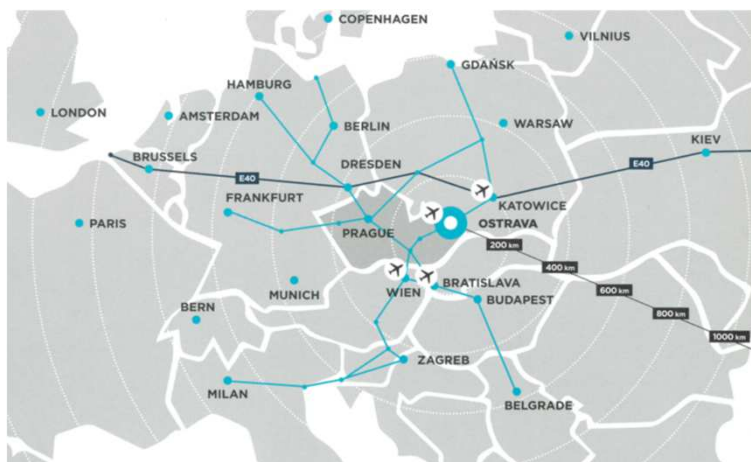 COPENHAGEN
VILNIUS
GDAŃSK
HAMBURG
LONDON
AMSTERDAM
BERLIN
WARSAW
KIEV
BRUSSELS
DRESDEN
E40
E40
FRANKFURT
KATOWICE
PARIS
PRAGUE
OSTRAVA
200 km
400 km
MUNICH
WIEN
BRATISLAVA
BUDAPEST
600 km
BERN
800 km
1000 km
ZAGREB
MILAN
BELGRADE